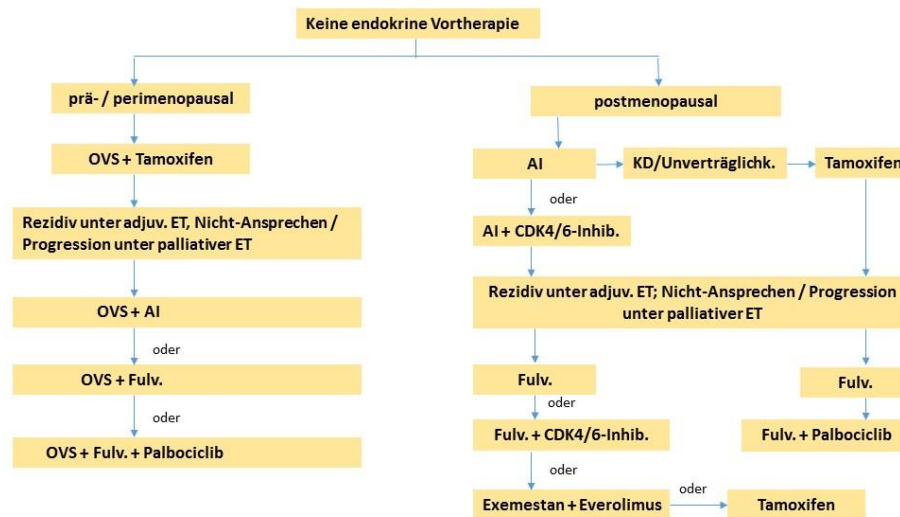 Keine endokrine Vortherapie
prä- / perimenopausal
OVS + Tamoxifen
Rezidiv unter adjuv. ET, Nicht-Ansprechen /
Progression unter palliativer ET
OVS + AI
oder
OVS + Fulv.
oder
OVS + Fulv. + Palbociclib
postmenopausal
AI
KD/Unverträglichk.
Tamoxifen
oder
AI + CDK4/6-Inhib.
Rezidiv unter adjuv. ET; Nicht-Ansprechen / Progression
unter palliativer ET
Fulv.
oder
Fulv. + CDK4/6-Inhib.
oder
Exemestan + Everolimus
oder
Tamoxifen
Fulv.
Fulv. + Palbociclib